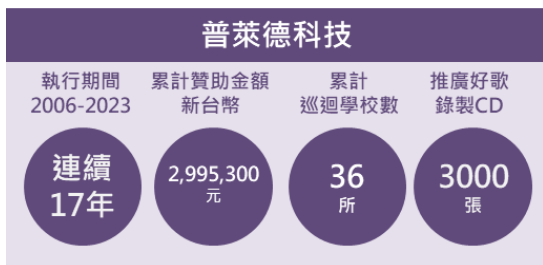 普萊德科技
執行期間
2006-2023
累計贊助金額
新台幣
累計
巡迴學校數
推廣好歌
錄製CD
連續
17年
2,995,300
元
36
所
3000
張